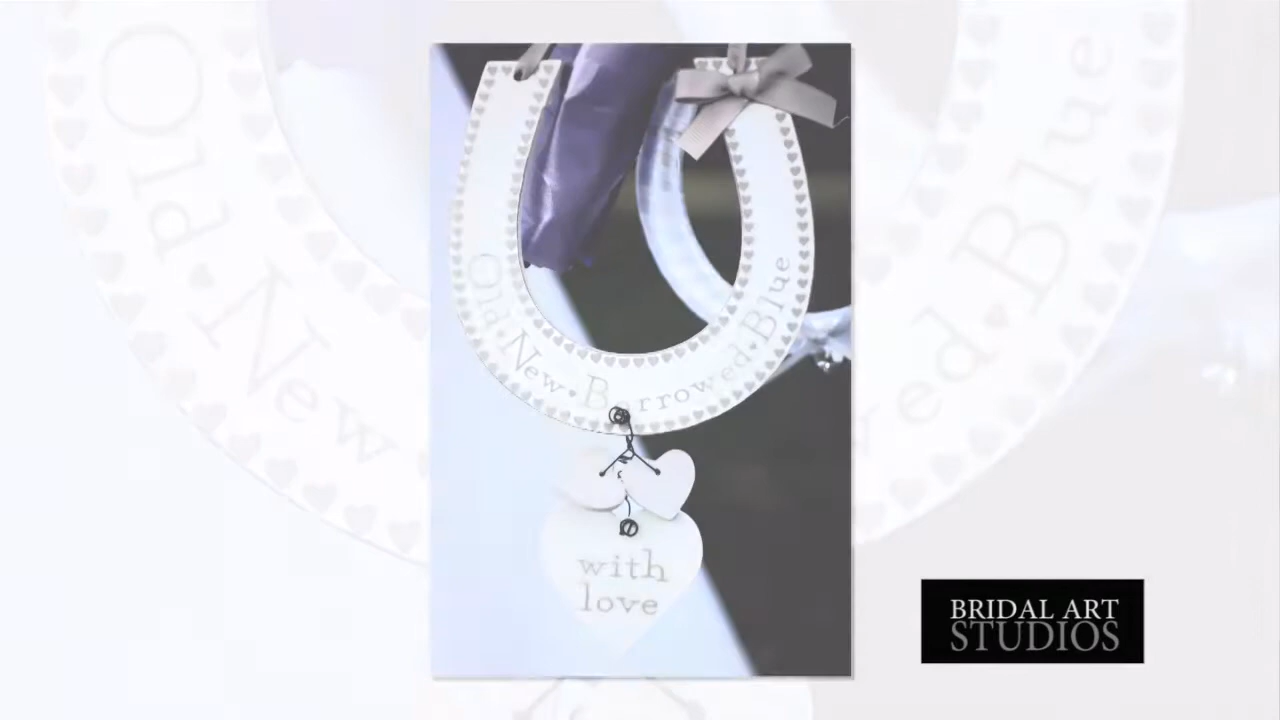 Old · New · Borrowed · Blue
with
love
BRIDAL ART
STUDIOS